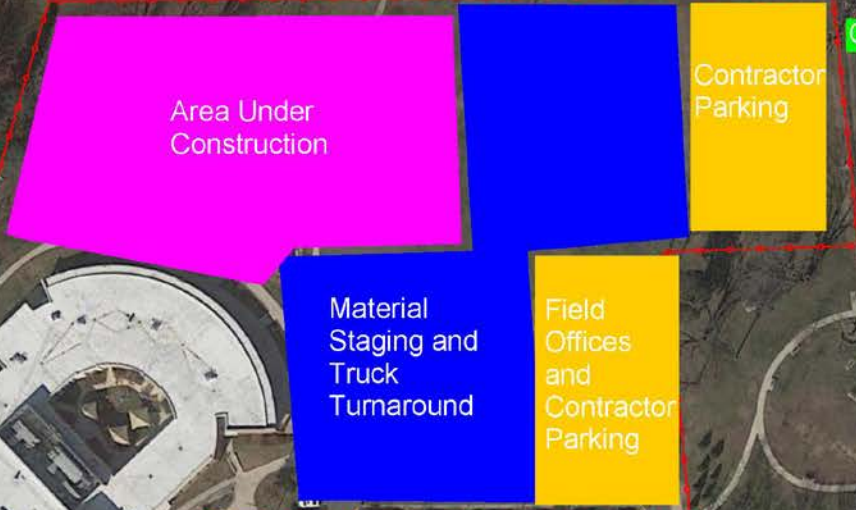 Area Under
Construction
Contractor
Parking
Material
Staging and
Truck
Turnaround
Field
Offices
and
Contractor
Parking